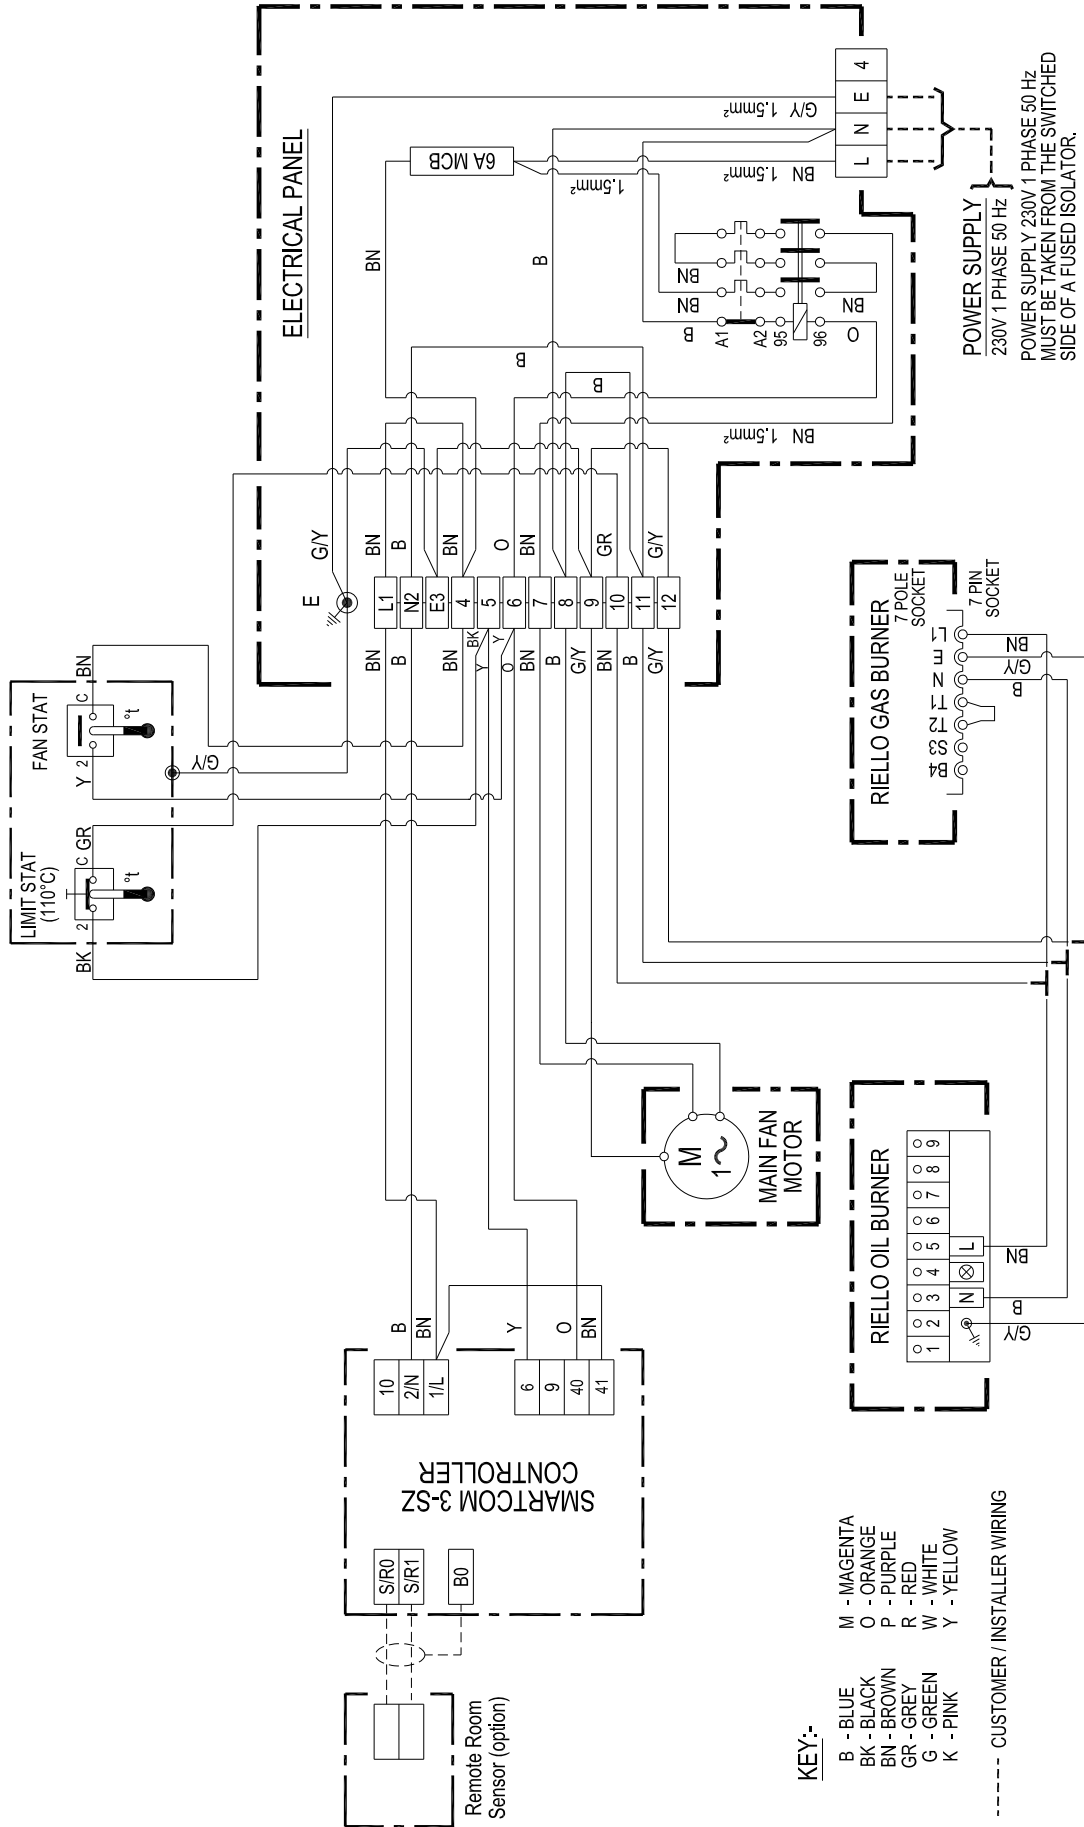 ELECTRICAL PANEL
LIMIT STAT
(110°C)
FAN STAT
BK
2
C
GR
Y
2
C
BN
°t
°t
G/Y
E
G/Y
BN
B
BN
O
BN
GR
G/Y
L1
N2
E3
4
5
6
7
8
9
10
11
12
BN
B
BN
BK
Y
Y
O
BN
B
G/Y
BN
B
G/Y
BN
6A MCB
B
B
B
BN 1.5mm²
1.5mm²
BN 1.5mm²
G/Y 1.5mm²
B
BN
BN
BN
O
A1
A2
95
96
L
N
E
4
POWER SUPPLY
230V 1 PHASE 50 Hz
POWER SUPPLY 230V 1 PHASE 50 Hz
MUST BE TAKEN FROM THE SWITCHED
SIDE OF A FUSED ISOLATOR.
RIELLO GAS BURNER
7 POLE
SOCKET
7 PIN
SOCKET
B4
S3
T2
T1
N
E
L1
B
G/Y
BN
MAIN FAN
MOTOR
M
1~
RIELLO OIL BURNER
1
2
3
4
5
6
7
8
9
N
L
G/Y
B
BN
SMARTCOM 3-SZ
CONTROLLER
10
2/N
1/L
B
BN
6
9
40
41
Y
O
BN
S/R0
S/R1
B0
Remote Room
Sensor (option)
KEY:-
B - BLUE
BK - BLACK
BN - BROWN
GR - GREY
G - GREEN
K - PINK
M - MAGENTA
O - ORANGE
P - PURPLE
R - RED
W - WHITE
Y - YELLOW
CUSTOMER / INSTALLER WIRING